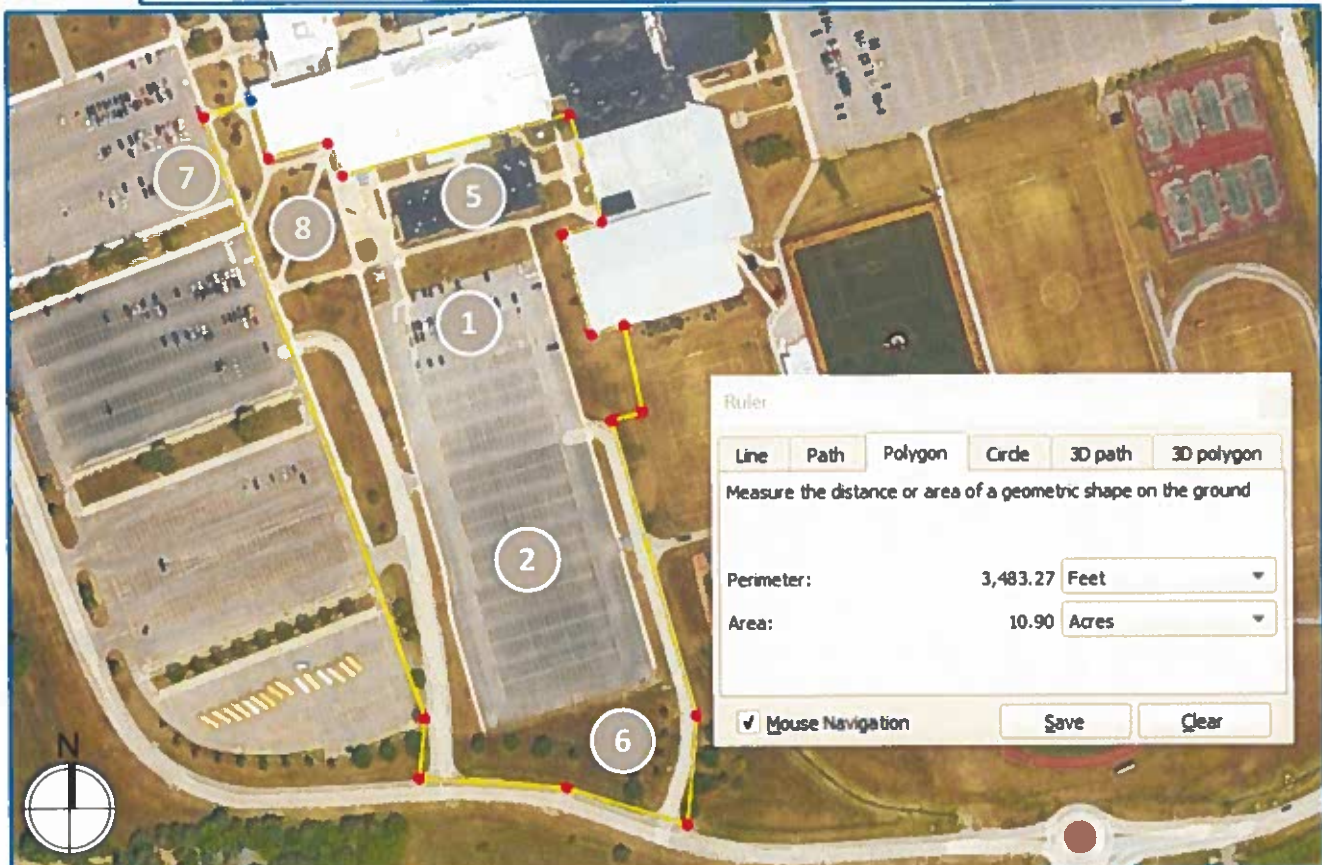 7
5
8
1
2
6
N
Ruler
Line Path Polygon Circle 3D path 3D polygon
Measure the distance or area of a geometric shape on the ground
Perimeter: 3,483.27 Feet
Area: 10.90 Acres
Mouse Navigation Save Clear